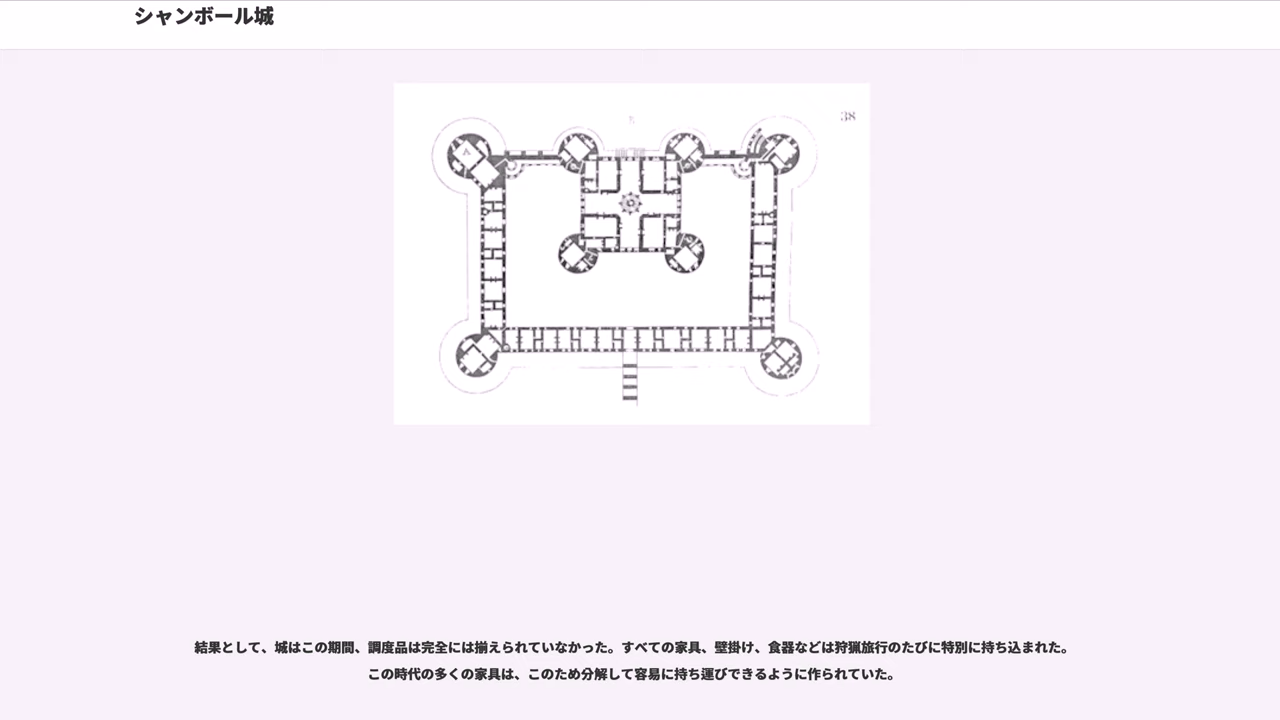 シャンボール城
38
A
結果として、城はこの期間、調度品は完全には揃えられていなかった。すべての家具、壁掛け、食器などは狩猟旅行のたびに特別に持ち込まれた。
この時代の多くの家具は、このため分解して容易に持ち運びできるように作られていた。